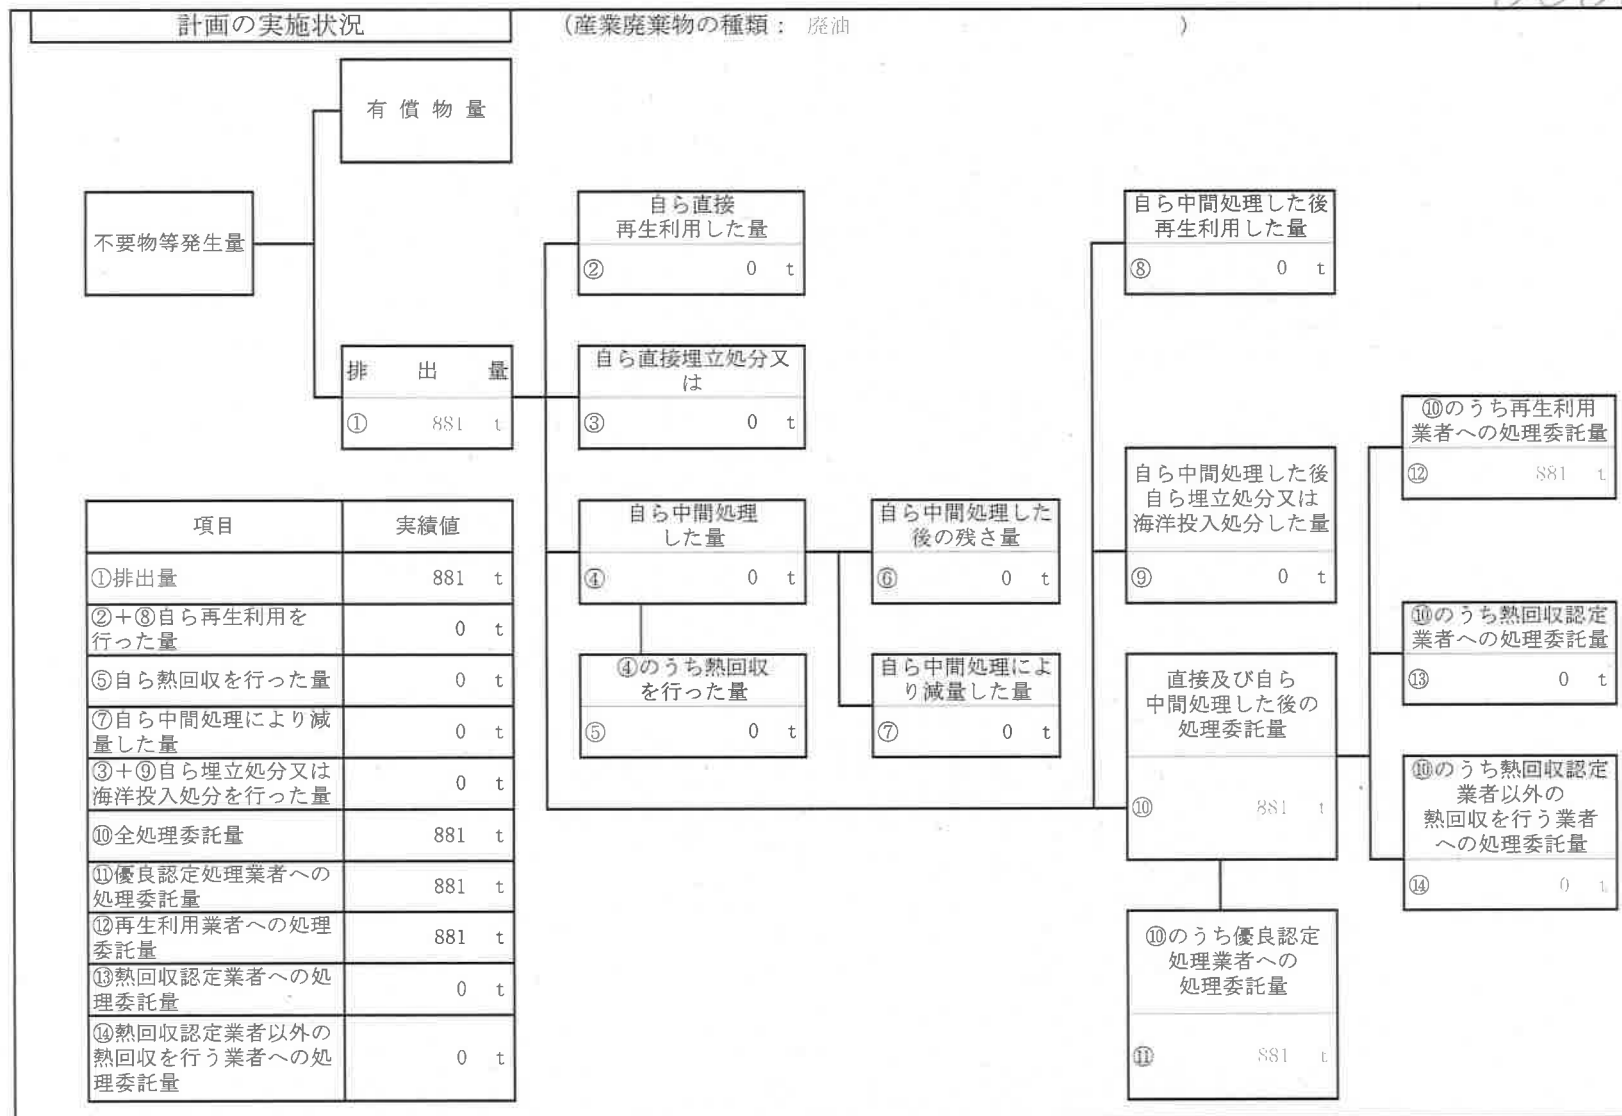 計画の実施状況
(産業廃棄物の種類： 廃油 )
有 償 物 量
不要物等発生量
排 出 量
① 881 t
自ら直接
再生利用した量
② 0 t
自ら直接埋立処分又
は
③ 0 t
自ら中間処理
した量
④ 0 t
④のうち熱回収
を行った量
⑤ 0 t
自ら中間処理した
後の残さ量
⑥ 0 t
自ら中間処理によ
り減量した量
⑦ 0 t
自ら中間処理した後
再生利用した量
⑧ 0 t
自ら中間処理した後
自ら埋立処分又は
海洋投入処分した量
⑨ 0 t
直接及び自ら
中間処理した後の
処理委託量
⑩ 881 t
⑩のうち優良認定
処理業者への
処理委託量
⑪ 881 t
⑩のうち再生利用
業者への処理委託量
⑫ 881 t
⑩のうち熱回収認定
業者への処理委託量
⑬ 0 t
⑩のうち熱回収認定
業者以外の
熱回収を行う業者
への処理委託量
⑭ 0 t
項目 実績値
①排出量 881 t
②＋⑧自ら再生利用を
行った量 0 t
⑤自ら熱回収を行った量 0 t
⑦自ら中間処理により減
量した量 0 t
③＋⑨自ら埋立処分又は
海洋投入処分を行った量 0 t
⑩全処理委託量 881 t
⑪優良認定処理業者への
処理委託量 881 t
⑫再生利用業者への処理
委託量 881 t
⑬熱回収認定業者への処
理委託量 0 t
⑭熱回収認定業者以外の
熱回収を行う業者への処
理委託量 0 t